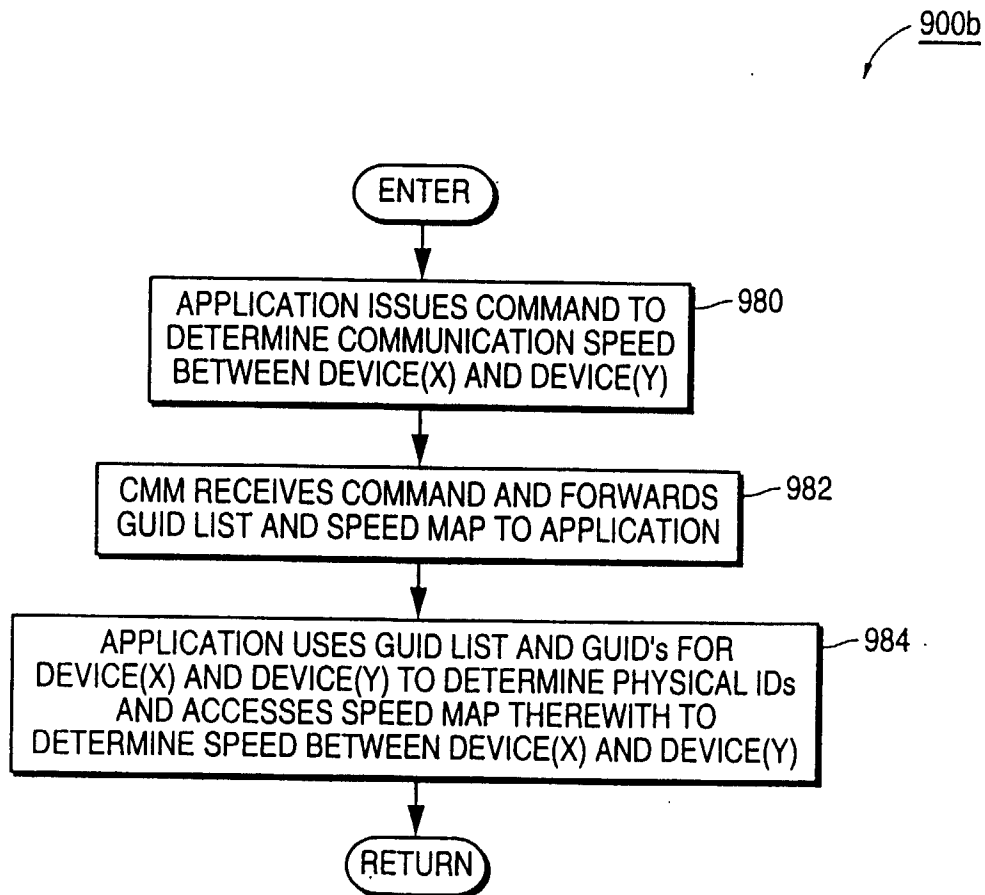 900b
ENTER
APPLICATION ISSUES COMMAND TO
DETERMINE COMMUNICATION SPEED
BETWEEN DEVICE(X) AND DEVICE(Y)
980
CMM RECEIVES COMMAND AND FORWARDS
GUID LIST AND SPEED MAP TO APPLICATION
982
APPLICATION USES GUID LIST AND GUID's FOR
DEVICE(X) AND DEVICE(Y) TO DETERMINE PHYSICAL IDs
AND ACCESSES SPEED MAP THEREWITH TO
DETERMINE SPEED BETWEEN DEVICE(X) AND DEVICE(Y)
984
RETURN